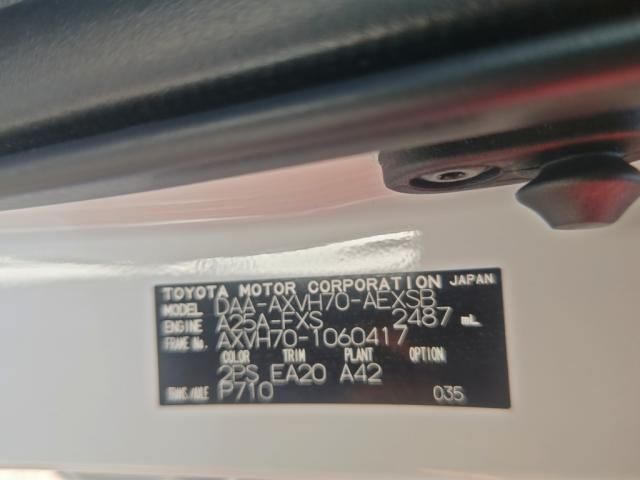 TOYOTA MOTOR CORPORATION JAPAN
MODEL DAA-AXVH70-AEXSB
ENGINE A25A-FXS 2487 mL
FRAME No. AXVH70-1060417
COLOR TRIM PLANT OPTION
2PS EA20 A42
TRANS./AXLE P710 035